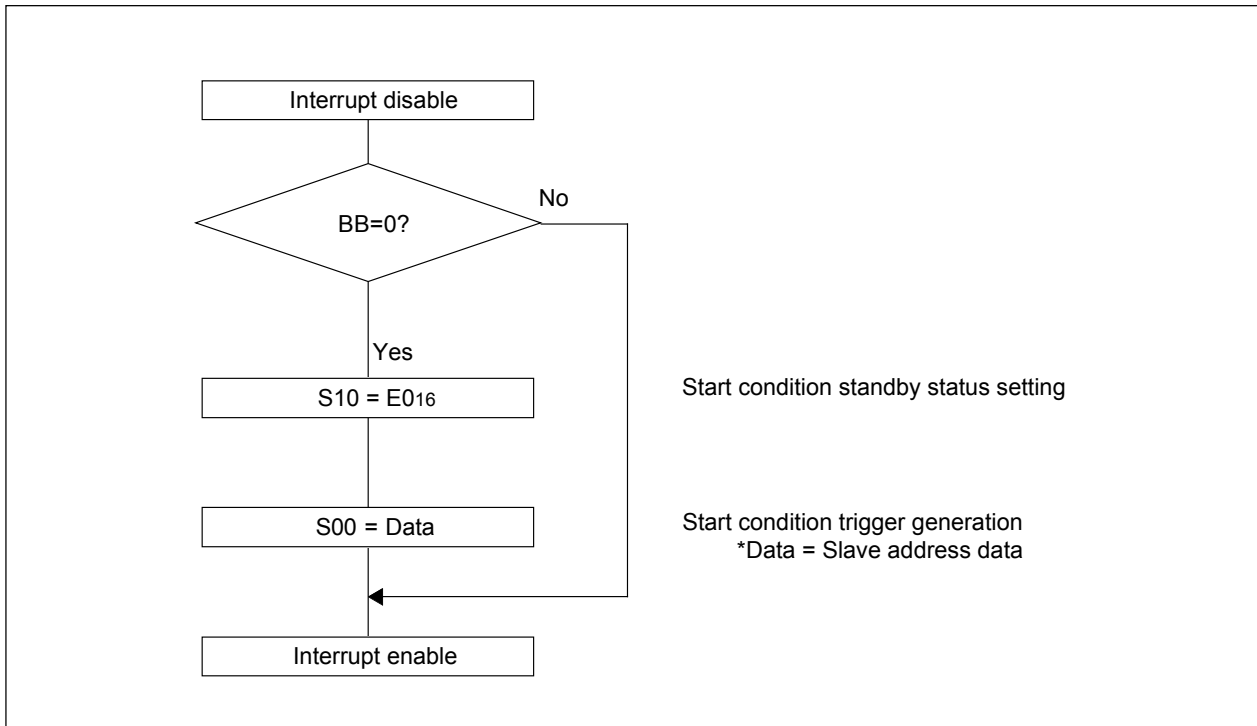 Interrupt disable
No
BB=0?
Yes
S10 = E016
Start condition standby status setting
S00 = Data
Start condition trigger generation
*Data = Slave address data
Interrupt enable